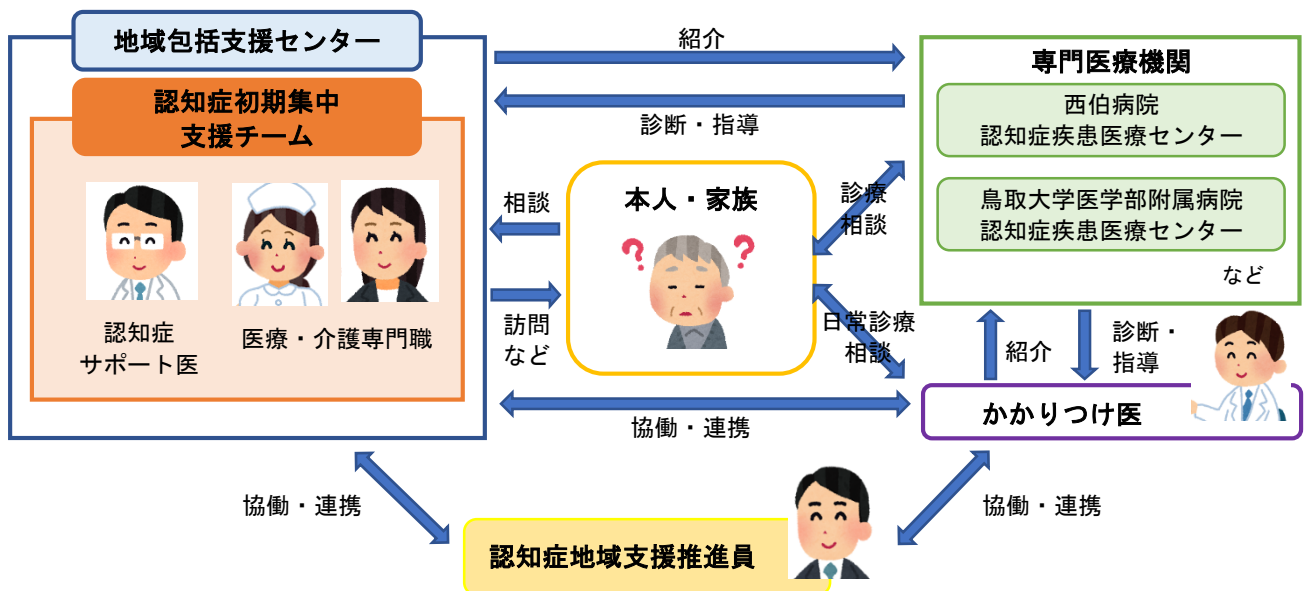 地域包括支援センター
認知症初期集中
支援チーム
認知症
サポート医
医療・介護専門職
紹介
診断・指導
相談
訪問
など
本人・家族
？
？
診療
相談
日常診療
相談
協働・連携
専門医療機関
西伯病院
認知症疾患医療センター
鳥取大学医学部附属病院
認知症疾患医療センター
など
紹介
診断・
指導
かかりつけ医
協働・連携
協働・連携
認知症地域支援推進員